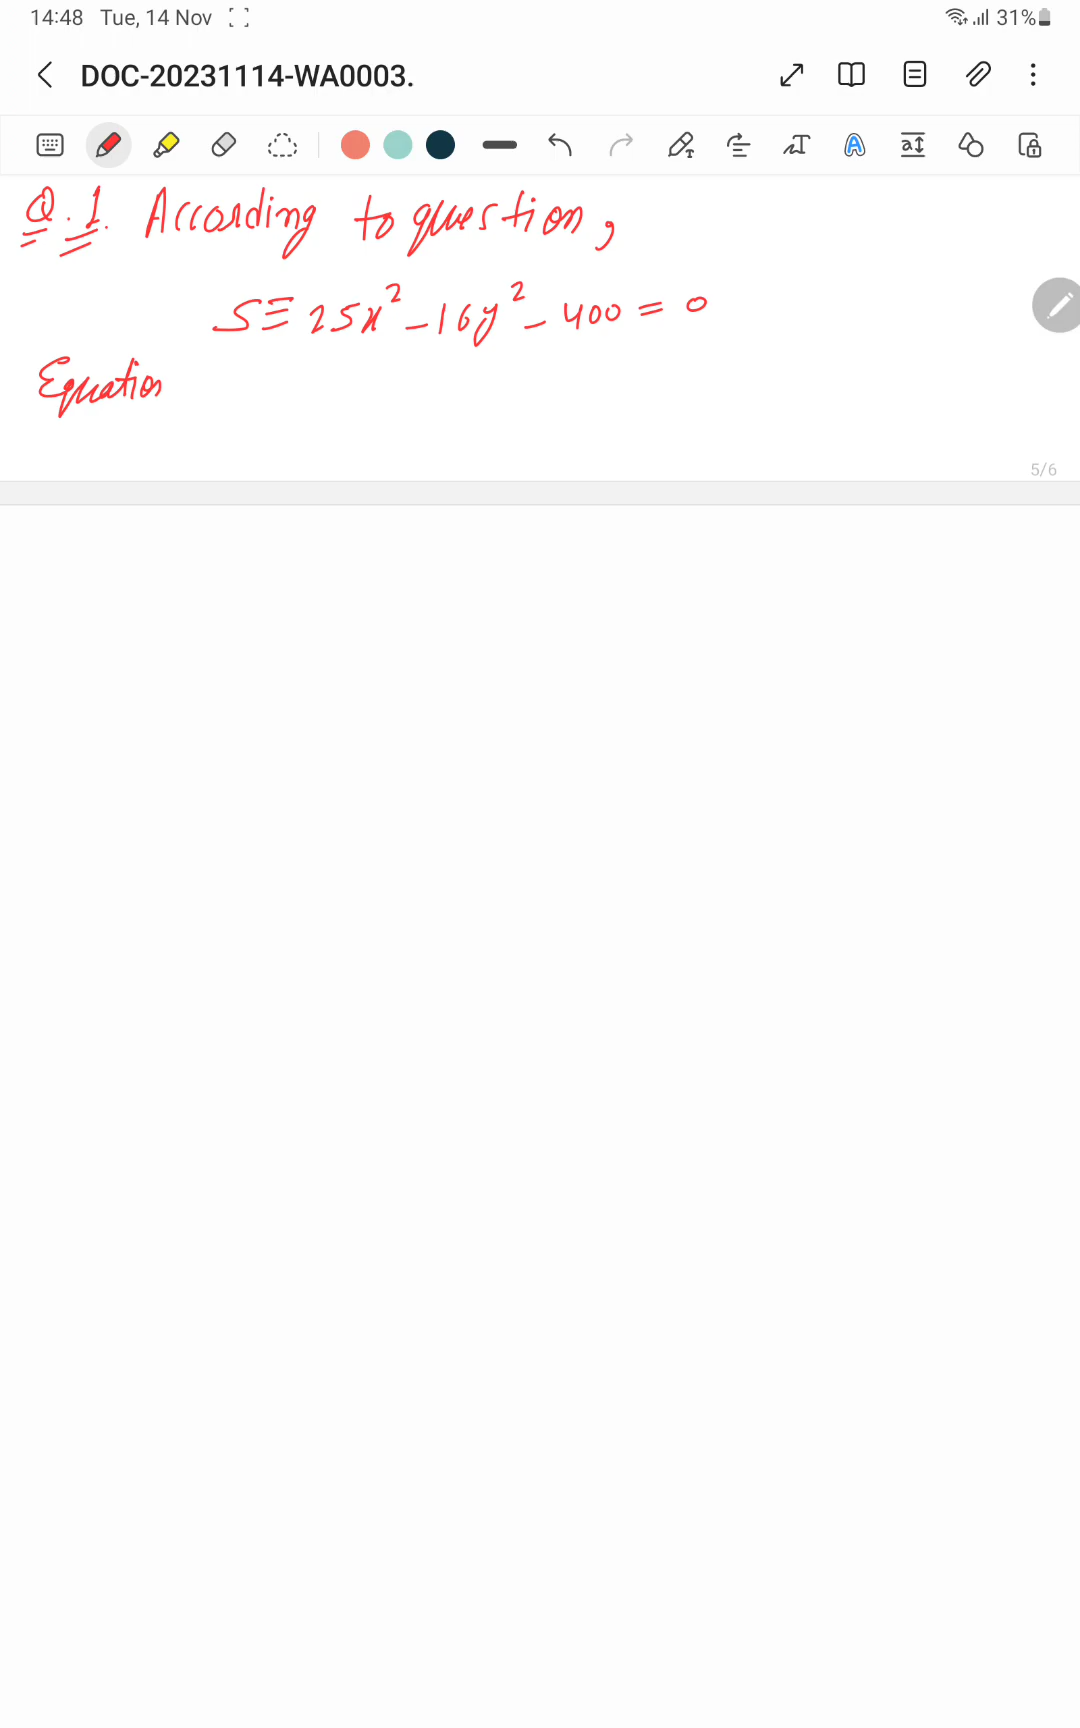 14:48 Tue, 14 Nov 31%
DOC-20231114-WA0003.
Q.1. According to question,
S ≡ 25x² - 16y² - 400 = 0
Equation
5/6